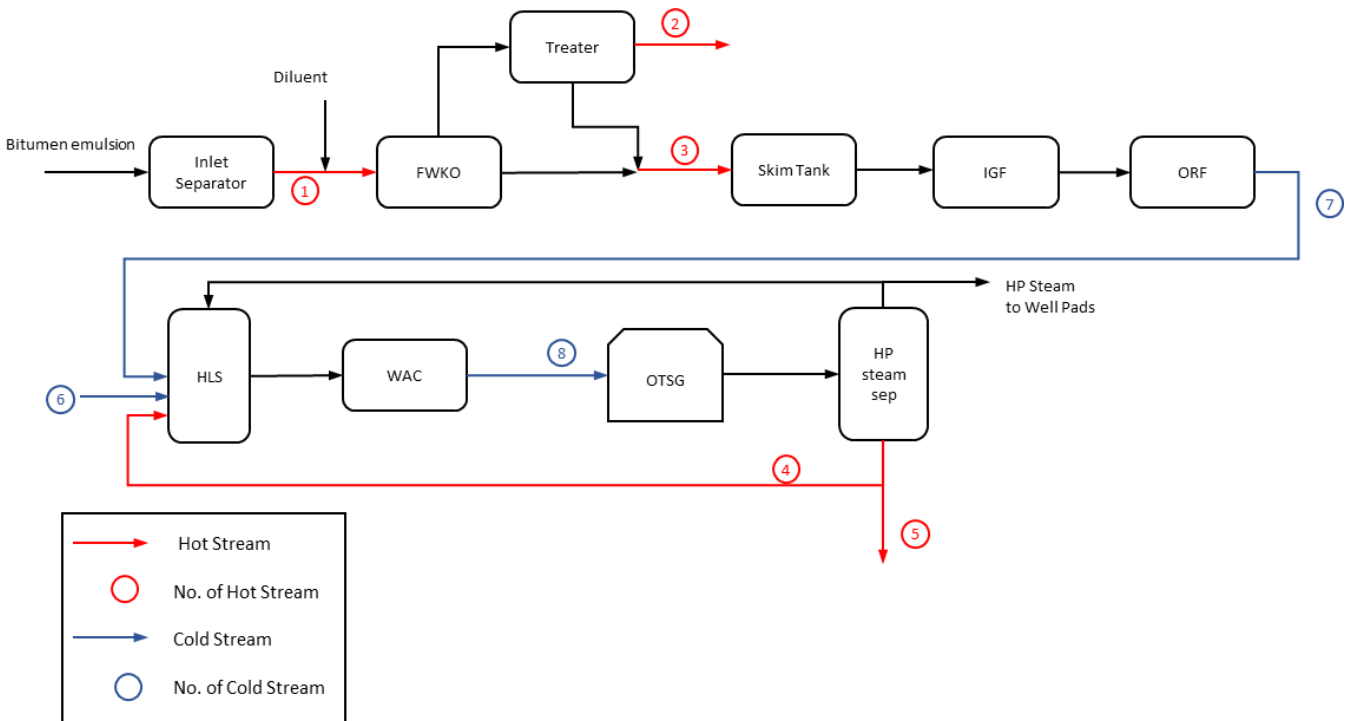 2
Treater
Diluent
Bitumen emulsion
Inlet
Separator
1
FWKO
3
Skim Tank
IGF
ORF
7
HP Steam
to Well Pads
HLS
WAC
8
OTSG
HP
steam
sep
6
4
5
Hot Stream
No. of Hot Stream
Cold Stream
No. of Cold Stream